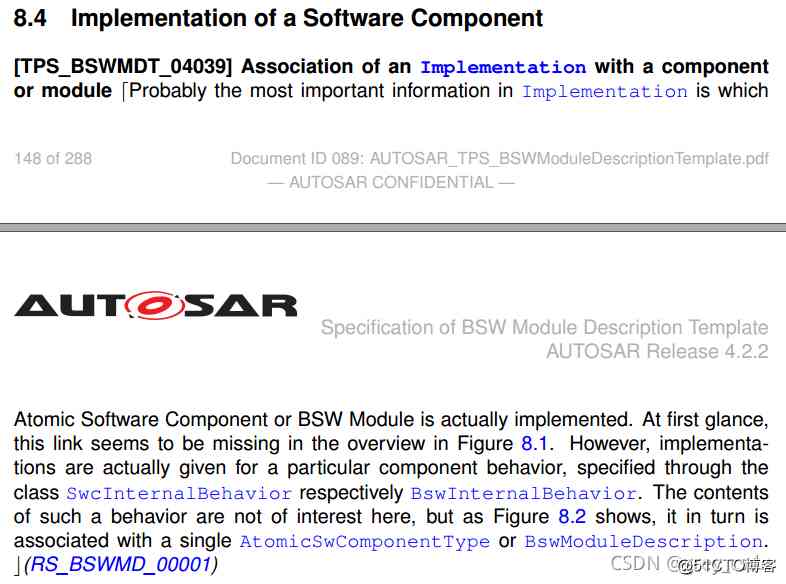 8.4 Implementation of a Software Component
[TPS_BSWMDT_04039] Association of an Implementation with a component
or module ⌈Probably the most important information in Implementation is which
148 of 288 Document ID 089: AUTOSAR_TPS_BSWModuleDescriptionTemplate.pdf
— AUTOSAR CONFIDENTIAL —
AUTOSAR
Specification of BSW Module Description Template
AUTOSAR Release 4.2.2
Atomic Software Component or BSW Module is actually implemented. At first glance,
this link seems to be missing in the overview in Figure 8.1. However, implementa-
tions are actually given for a particular component behavior, specified through the
class SwcInternalBehavior respectively BswInternalBehavior. The contents
of such a behavior are not of interest here, but as Figure 8.2 shows, it in turn is
associated with a single AtomicSwComponentType or BswModuleDescription.
⌋(RS_BSWMD_00001)
CSDN
@51CTO博客